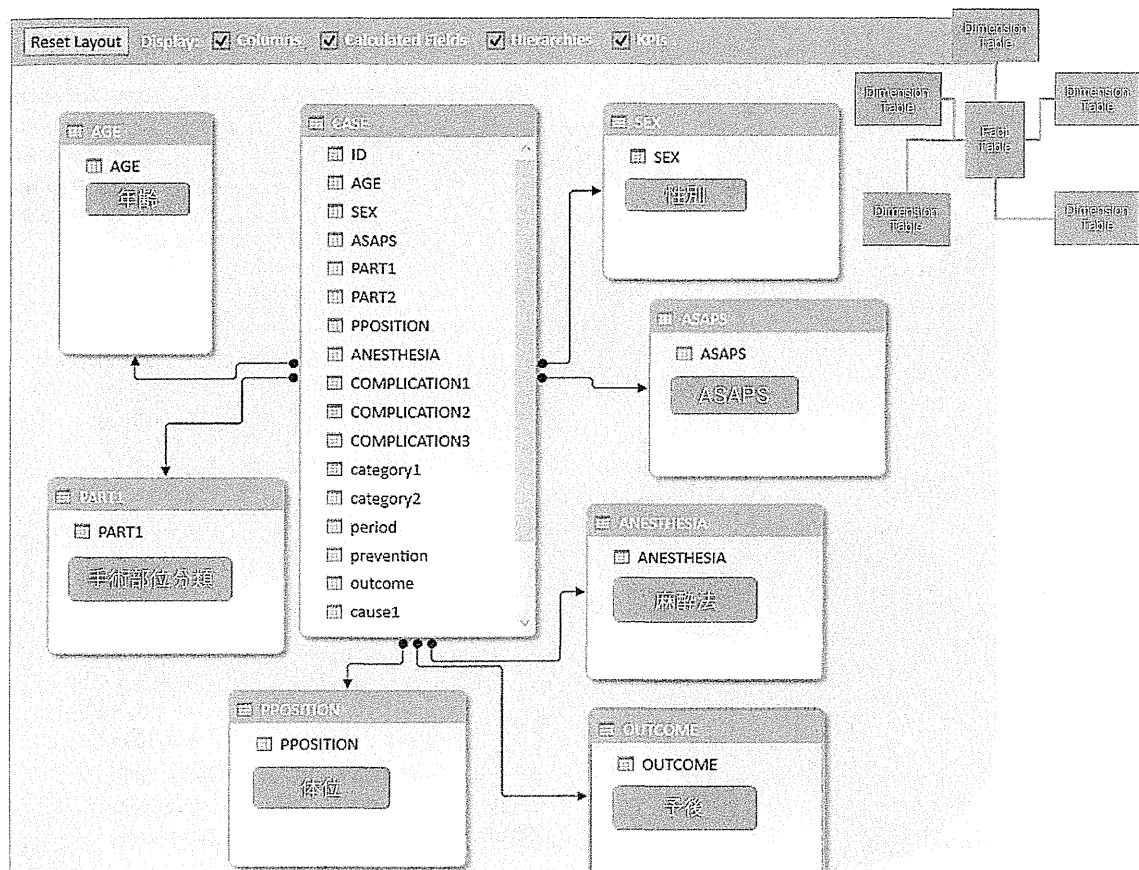 Reset Layout Display: Columns Calculated Fields Hierarchies KPIs
Dimension
Table
Dimension
Table
Dimension
Table
Fact
Table
Dimension
Table
Dimension
Table
AGE
AGE
年齢
CASE
ID
AGE
SEX
ASAPS
PART1
PART2
PPOSITION
ANESTHESIA
COMPLICATION1
COMPLICATION2
COMPLICATION3
category1
category2
period
prevention
outcome
cause1
SEX
SEX
性別
ASAPS
ASAPS
ASAPS
PART1
PART1
手術部位分類
ANESTHESIA
ANESTHESIA
麻酔法
PPOSITION
PPOSITION
体位
OUTCOME
OUTCOME
予後